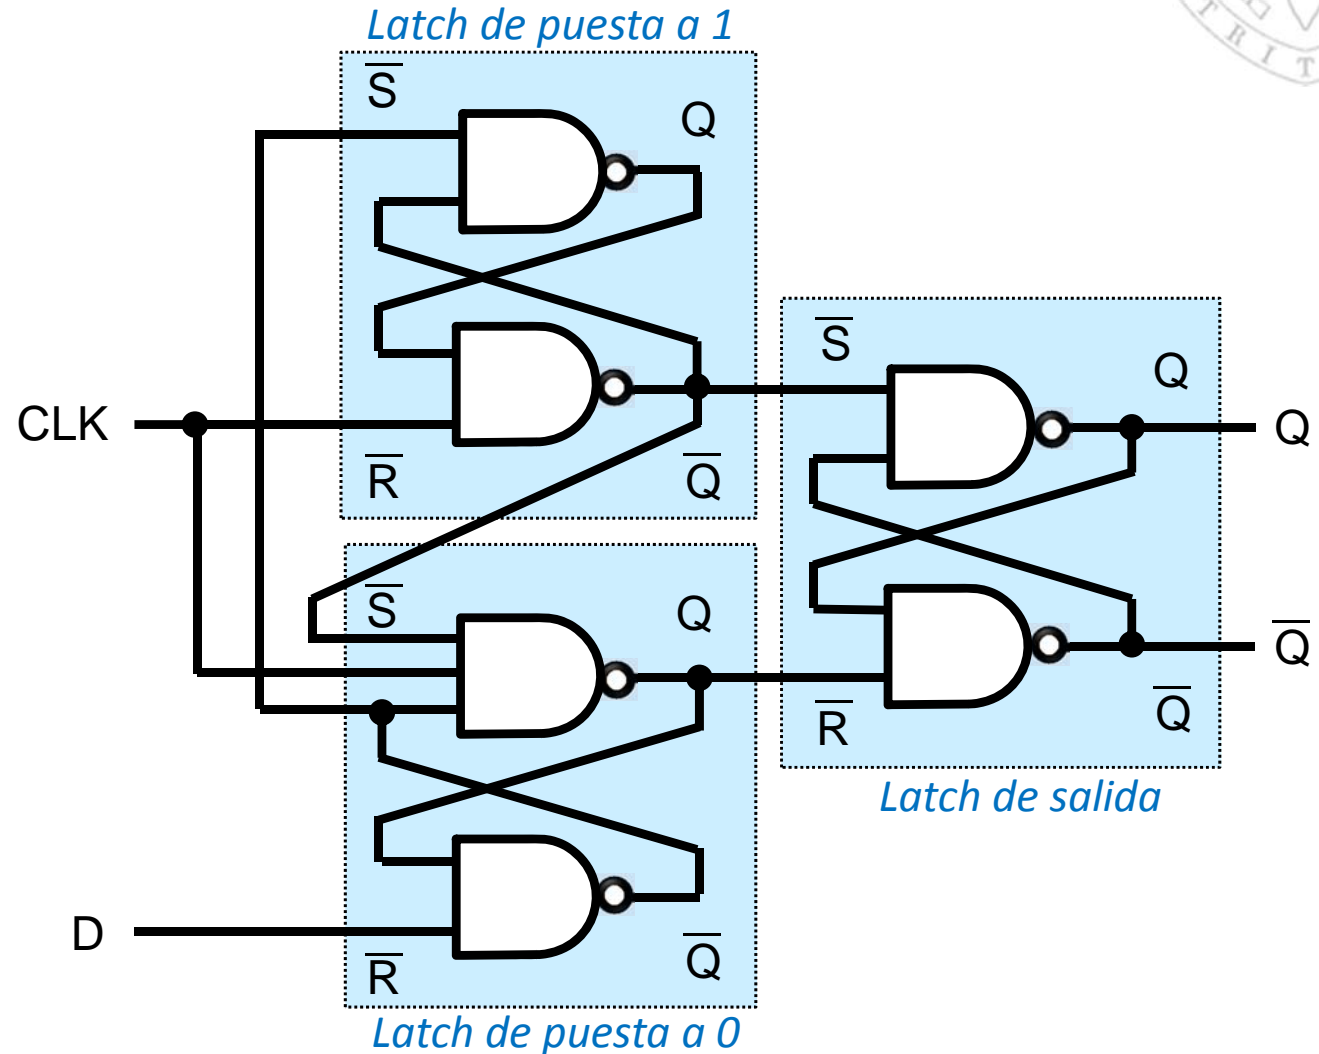 Latch de puesta a 1
S̅
Q
CLK
R̅
Q̅
S̅
Q
Q
S̅
Q
Q̅
R̅
Q̅
Latch de salida
D
R̅
Q̅
Latch de puesta a 0